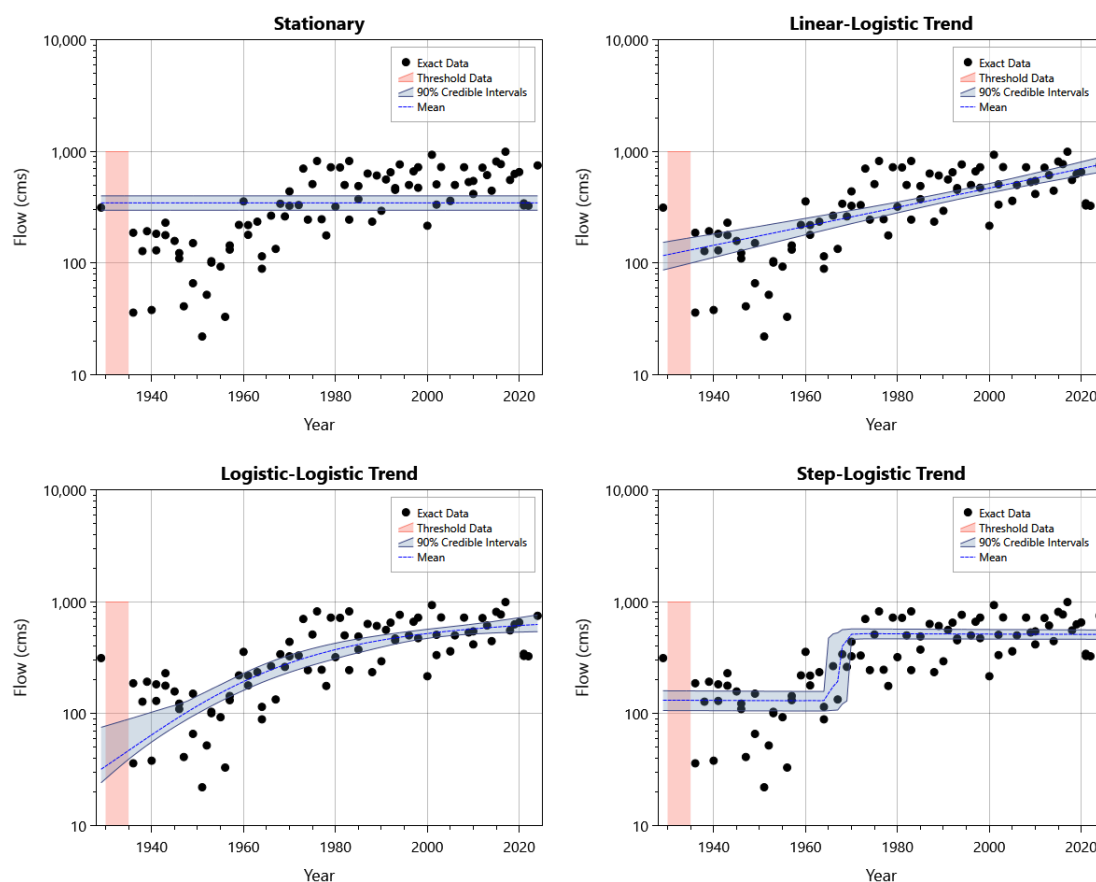 Stationary
10,000
1,000
100
10
Flow (cms)
1940
1960
1980
2000
2020
Year
Exact Data
Threshold Data
90% Credible Intervals
Mean
Linear-Logistic Trend
10,000
1,000
100
10
Flow (cms)
1940
1960
1980
2000
2020
Year
Exact Data
Threshold Data
90% Credible Intervals
Mean
Logistic-Logistic Trend
10,000
1,000
100
10
Flow (cms)
1940
1960
1980
2000
2020
Year
Exact Data
Threshold Data
90% Credible Intervals
Mean
Step-Logistic Trend
10,000
1,000
100
10
Flow (cms)
1940
1960
1980
2000
2020
Year
Exact Data
Threshold Data
90% Credible Intervals
Mean